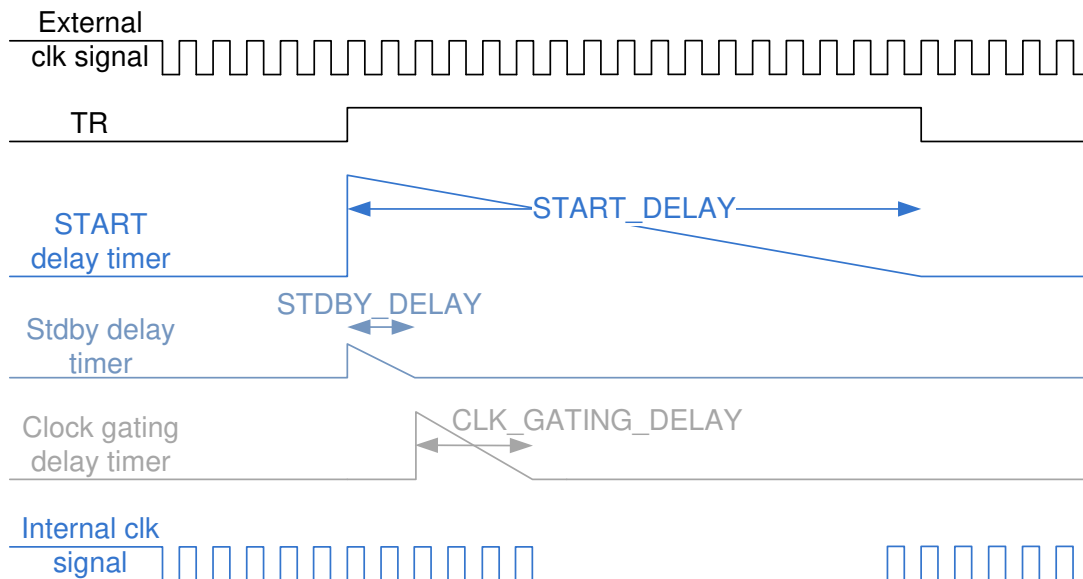 External
clk signal
TR
START_DELAY
START
delay timer
STDBY_DELAY
Stdby delay
timer
CLK_GATING_DELAY
Clock gating
delay timer
Internal clk
signal